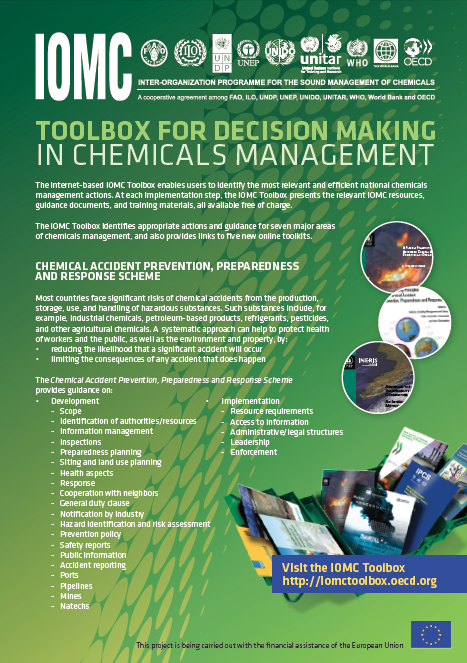 IOMC
FAO
ILO
UNDP
UNEP
UNIDO
unitar
United Nations Institute
for Training and Research
WHO
OECD
INTER-ORGANIZATION PROGRAMME FOR THE SOUND MANAGEMENT OF CHEMICALS
A cooperative agreement among FAO, ILO, UNDP, UNEP, UNIDO, UNITAR, WHO, World Bank and OECD
TOOLBOX FOR DECISION MAKING
IN CHEMICALS MANAGEMENT
The internet-based IOMC Toolbox enables users to identify the most relevant and efficient national chemicals
management actions. At each implementation step, the IOMC Toolbox presents the relevant IOMC resources,
guidance documents, and training materials, all available free of charge.
The IOMC Toolbox identifies appropriate actions and guidance for seven major areas
of chemicals management, and also provides links to five new online toolkits.
CHEMICAL ACCIDENT PREVENTION, PREPAREDNESS
AND RESPONSE SCHEME
Most countries face significant risks of chemical accidents from the production,
storage, use, and handling of hazardous substances. Such substances include, for
example, industrial chemicals, petroleum-based products, refrigerants, pesticides,
and other agricultural chemicals. A systematic approach can help to protect health
of workers and the public, as well as the environment and property, by:
• reducing the likelihood that a significant accident will occur
• limiting the consequences of any accident that does happen
The Chemical Accident Prevention, Preparedness and Response Scheme
provides guidance on:
• Development
- Scope
- Identification of authorities/resources
- Information management
- Inspections
- Preparedness planning
- Siting and land use planning
- Health aspects
- Response
- Cooperation with neighbors
- General duty clause
- Notification by industry
- Hazard identification and risk assessment
- Prevention policy
- Safety reports
- Public information
- Accident reporting
- Ports
- Pipelines
- Mines
- Natechs
• Implementation
- Resource requirements
- Access to information
- Administrative/legal structures
- Leadership
- Enforcement
INERIS
IPCS
Visit the IOMC Toolbox
http://iomctoolbox.oecd.org
This project is being carried out with the financial assistance of the European Union